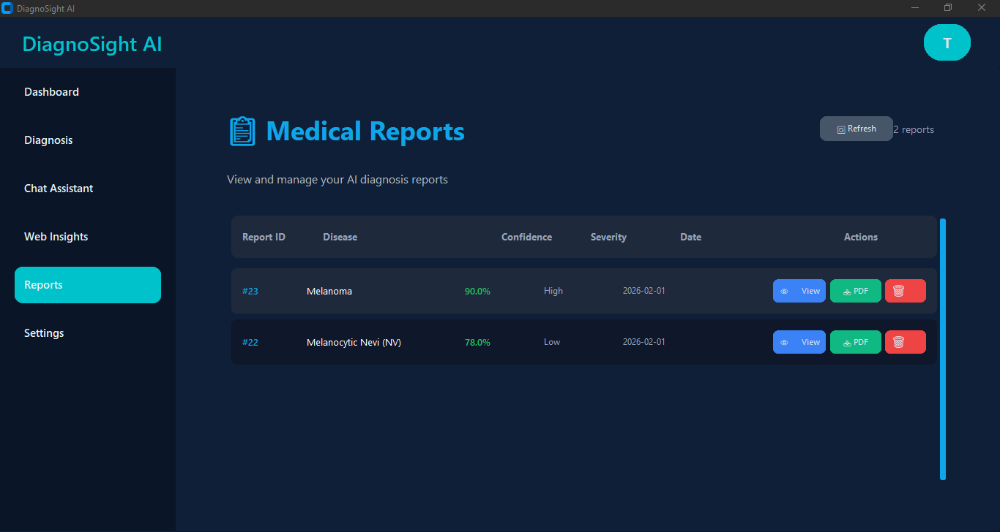 DiagnoSight AI
DiagnoSight AI
T
Dashboard
Diagnosis
Chat Assistant
Web Insights
Reports
Settings
Medical Reports
Refresh
2 reports
View and manage your AI diagnosis reports
Report ID Disease Confidence Severity Date Actions
#23 Melanoma 90.0% High 2026-02-01 View PDF
#22 Melanocytic Nevi (NV) 78.0% Low 2026-02-01 View PDF